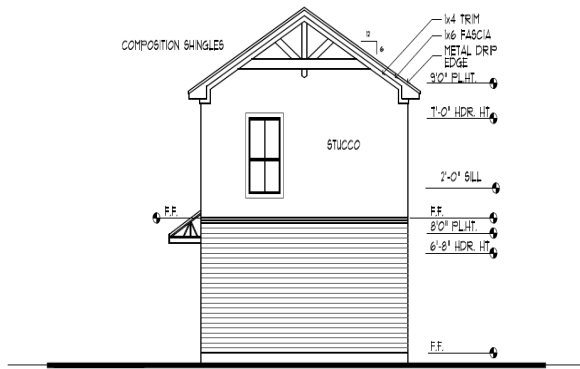 12
6
1x4 TRIM
1x6 FASCIA
METAL DRIP
EDGE
COMPOSITION SHINGLES
9'0" PL.HT.
7'-0" HDR. HT
STUCCO
2'-0" SILL
F.F.
F.F.
8'0" PL.HT.
6'-8" HDR. HT
F.F.